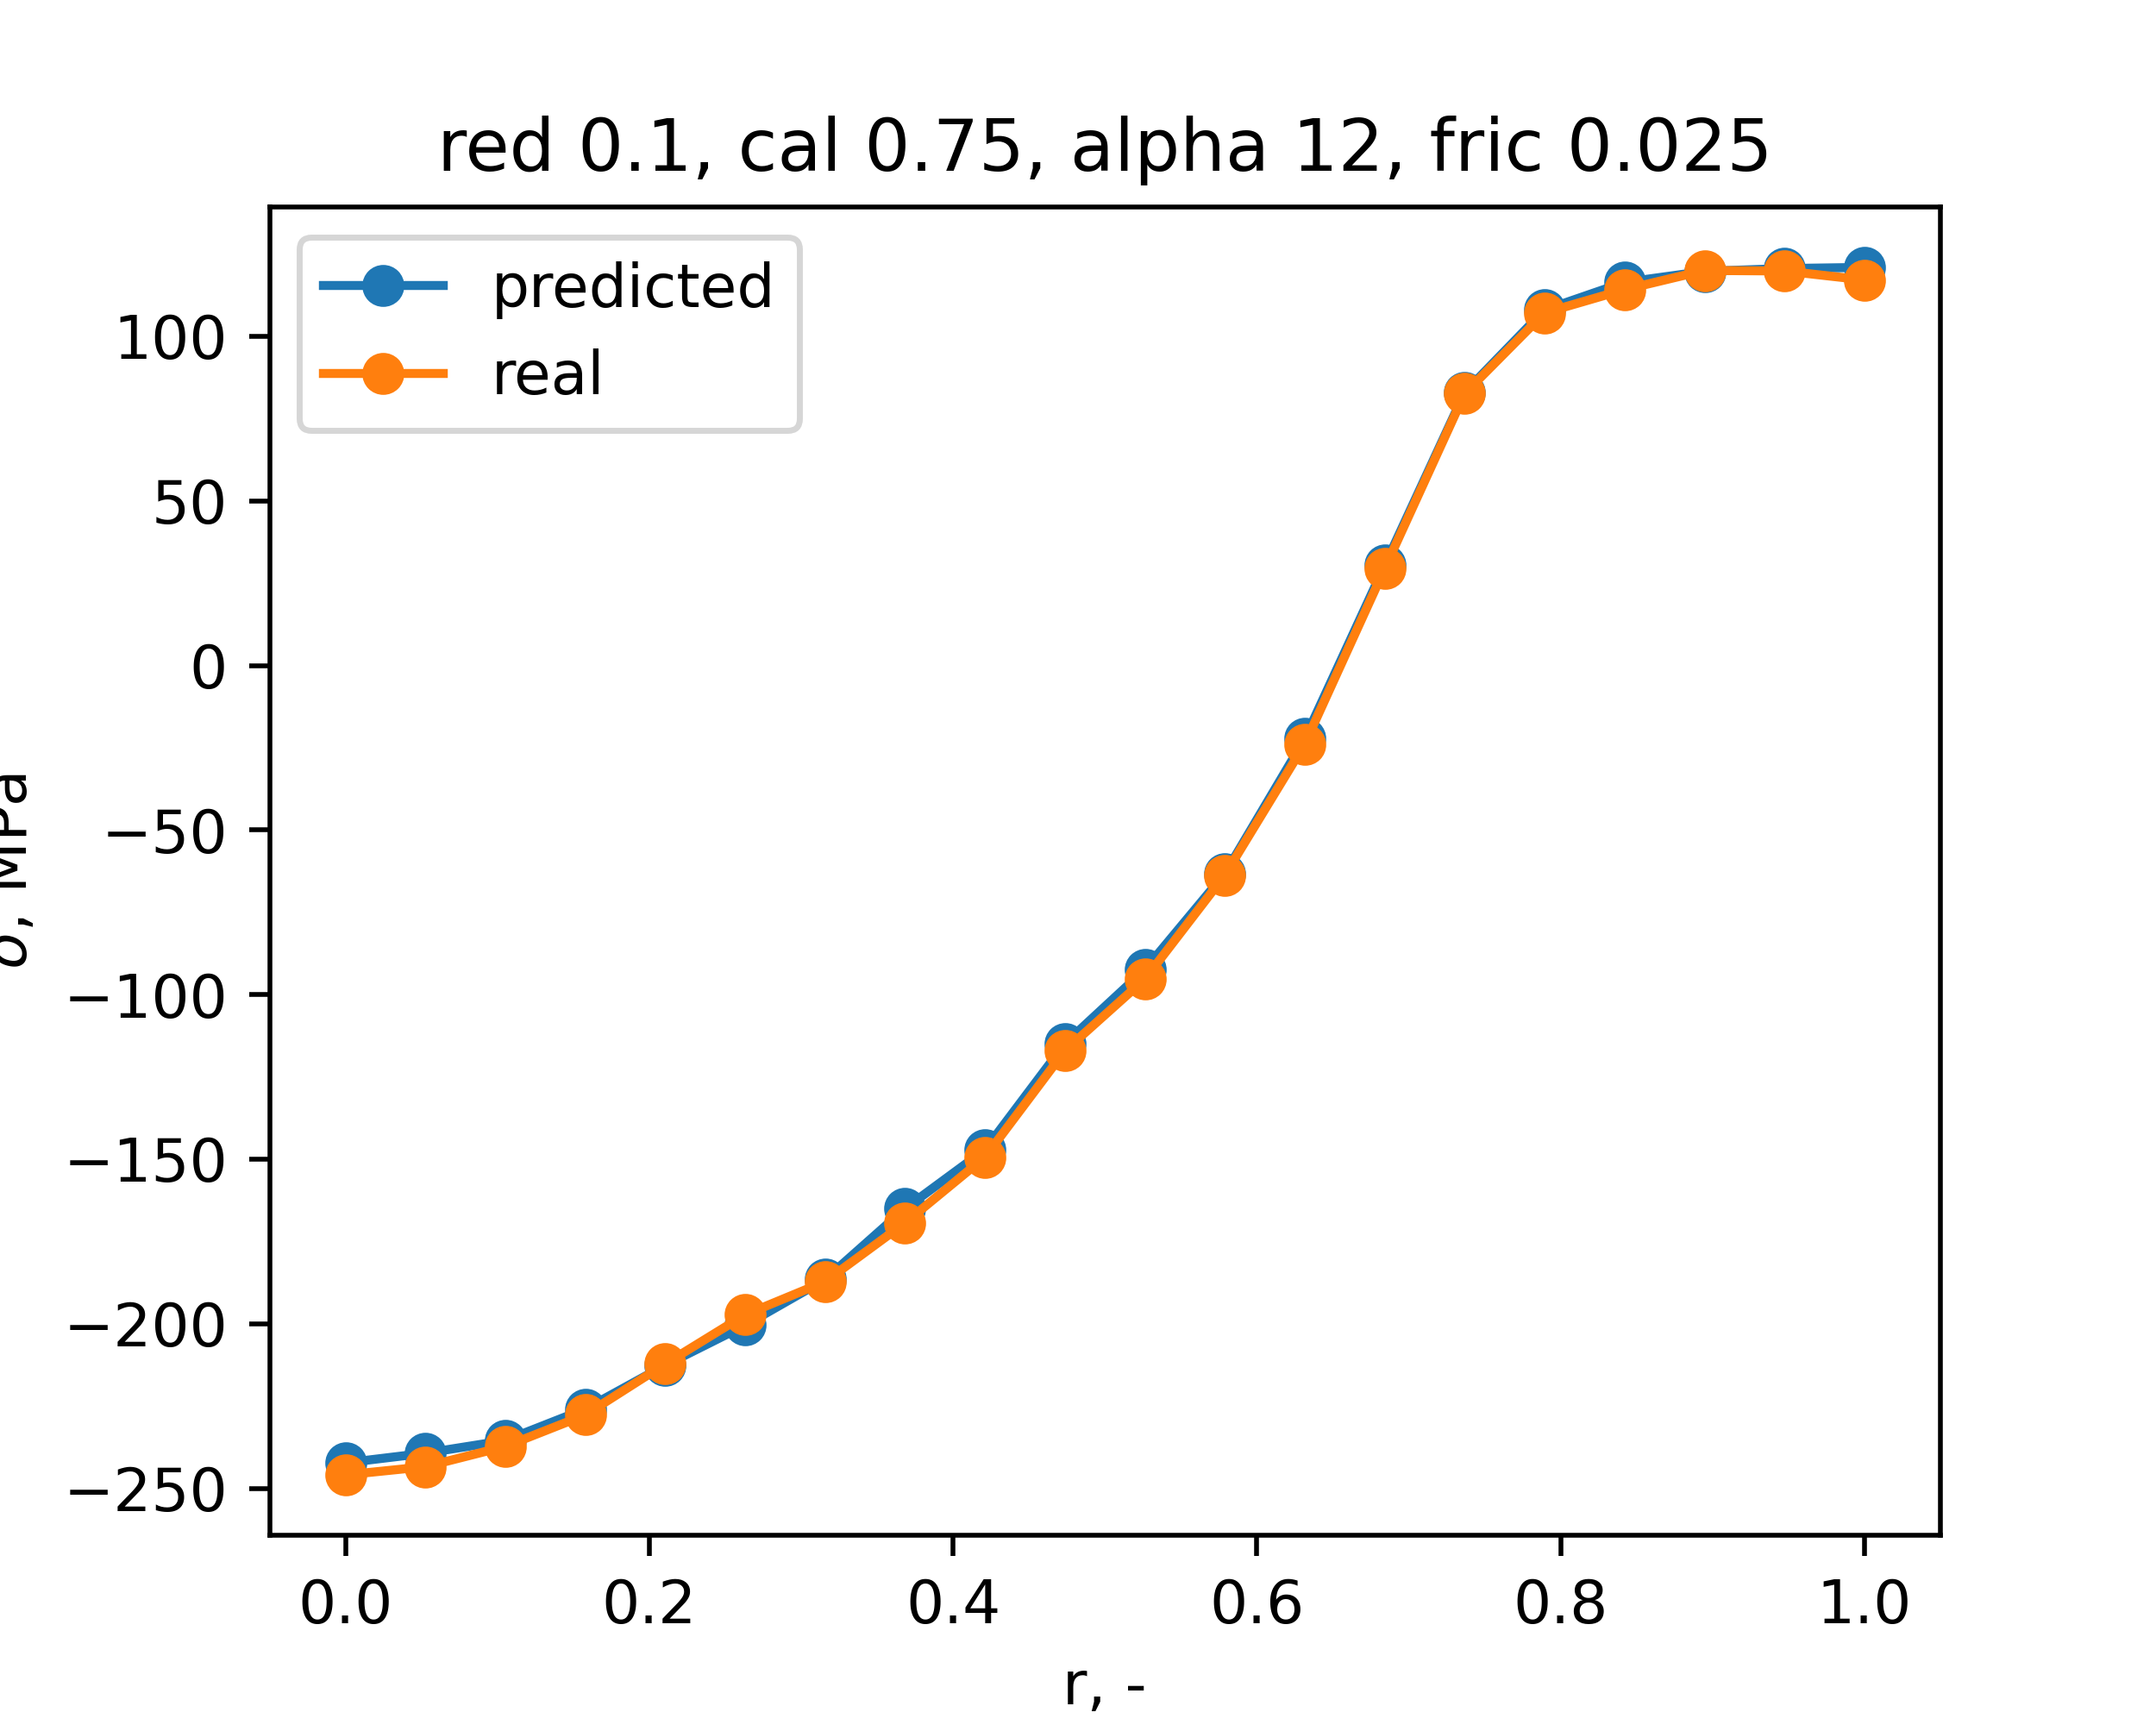 red 0.1, cal 0.75, alpha 12, fric 0.025
predicted
real
100
50
0
−50
−100
−150
−200
−250
σ, MPa
0.0 0.2 0.4 0.6 0.8 1.0
r, -